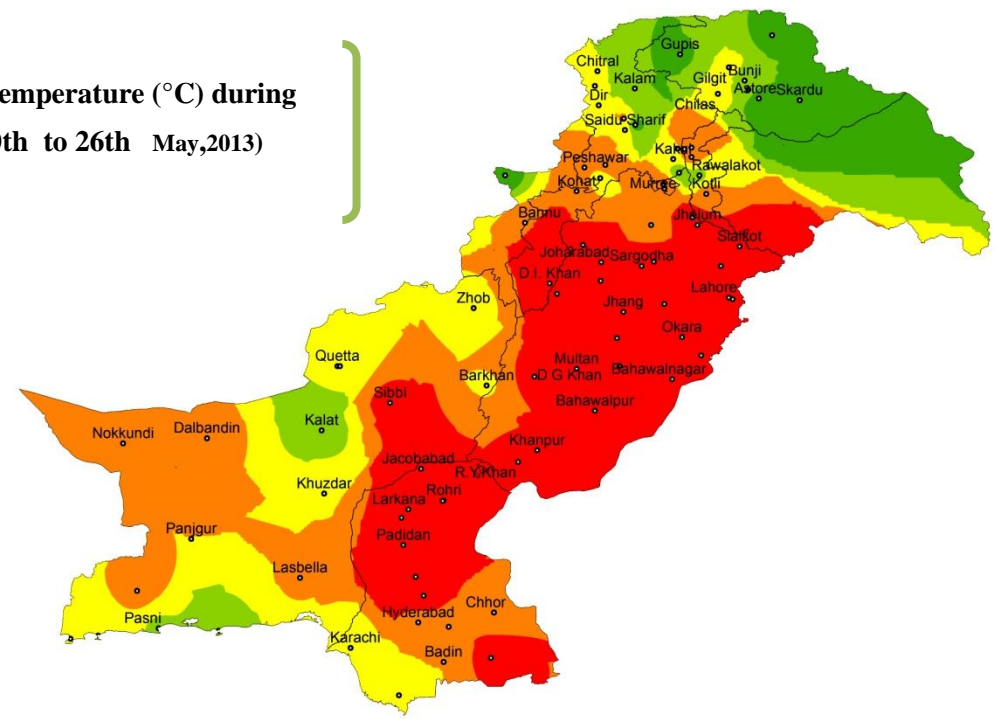 emperature (°C) during
th to 26th May,2013)
Gupis
Chitral
Kalam
Gilgit
Bunji
Dir
Astore
Skardu
Chilas
Saidu Sharif
Peshawar
Rawalakot
Kohat
Murree
Kotli
Bannu
Jhelum
Sialkot
Joharabad
Sargodha
D.I. Khan
Lahore
Zhob
Jhang
Okara
Quetta
Multan
Barkhan
D G Khan
Bahawalnagar
Sibbi
Bahawalpur
Kalat
Nokkundi
Dalbandin
Khanpur
Jacobabad
R.Y.Khan
Khuzdar
Rohri
Larkana
Panjgur
Padidan
Lasbella
Chhor
Hyderabad
Pasni
Karachi
Badin